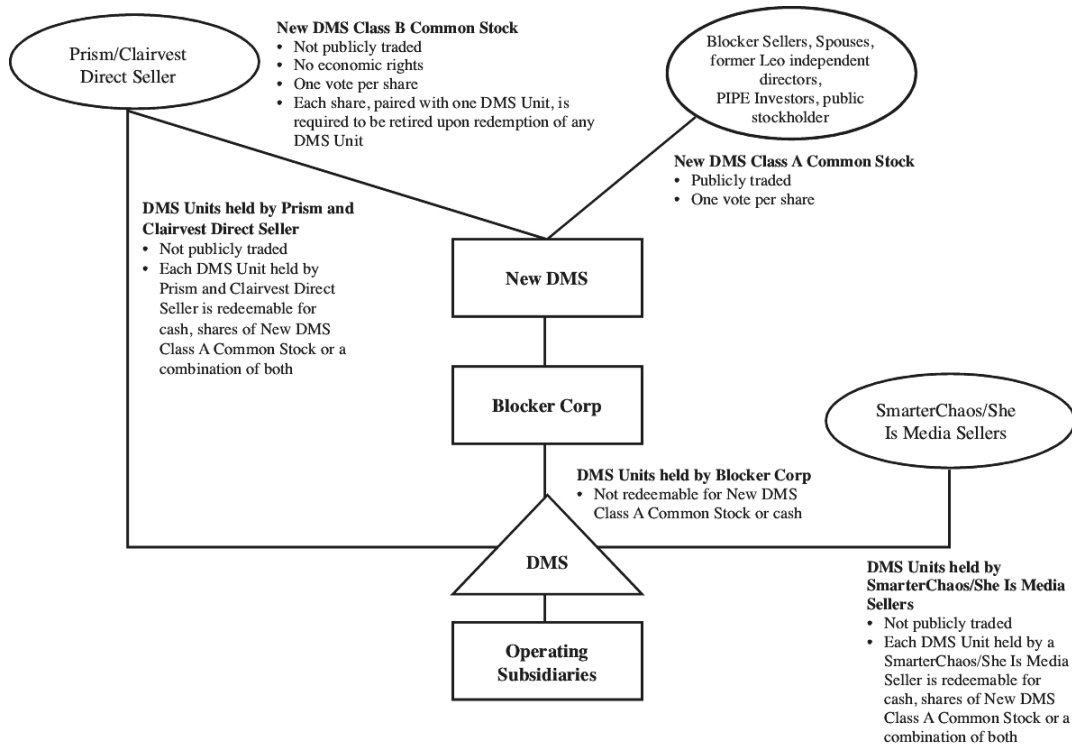 Prism/Clairvest
Direct Seller
New DMS Class B Common Stock
• Not publicly traded
• No economic rights
• One vote per share
• Each share, paired with one DMS Unit, is
required to be retired upon redemption of any
DMS Unit
Blocker Sellers, Spouses,
former Leo independent
directors,
PIPE Investors, public
stockholder
New DMS Class A Common Stock
• Publicly traded
• One vote per share
DMS Units held by Prism and
Clairvest Direct Seller
• Not publicly traded
• Each DMS Unit held by
Prism and Clairvest Direct
Seller is redeemable for
cash, shares of New DMS
Class A Common Stock or a
combination of both
New DMS
Blocker Corp
SmarterChaos/She
Is Media Sellers
DMS Units held by Blocker Corp
• Not redeemable for New DMS
Class A Common Stock or cash
DMS
DMS Units held by
SmarterChaos/She Is Media
Sellers
• Not publicly traded
• Each DMS Unit held by a
SmarterChaos/She Is Media
Seller is redeemable for
cash, shares of New DMS
Class A Common Stock or a
combination of both
Operating
Subsidiaries